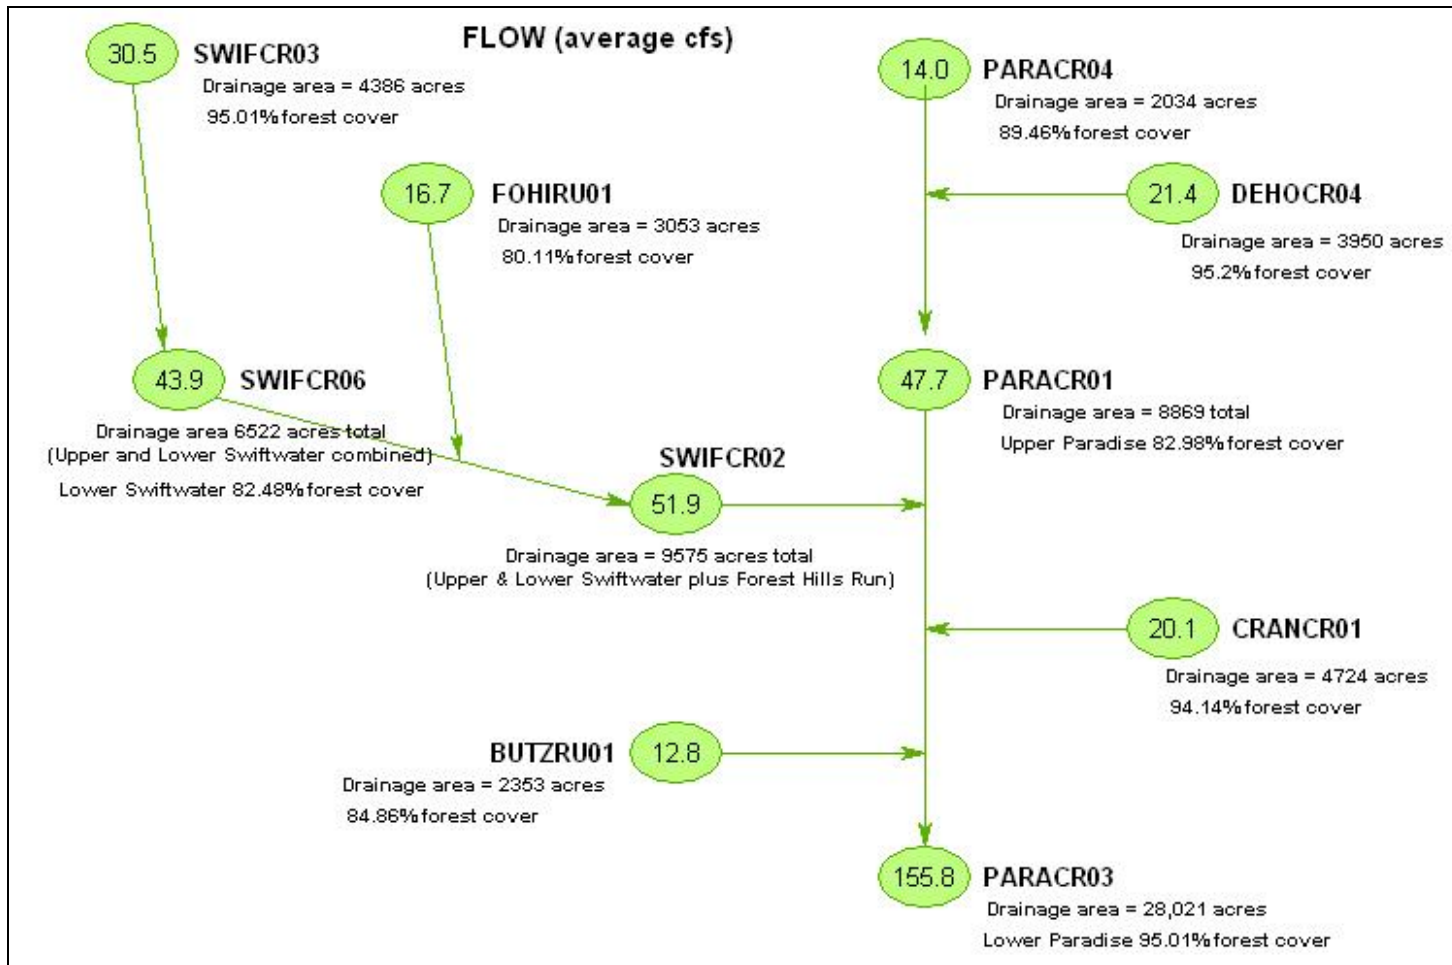 FLOW (average cfs)
30.5
SWIFCR03
Drainage area = 4386 acres
95.01% forest cover
14.0
PARACR04
Drainage area = 2034 acres
89.46% forest cover
16.7
FOHIRU01
Drainage area = 3053 acres
80.11% forest cover
21.4
DEHOCR04
Drainage area = 3950 acres
95.2% forest cover
43.9
SWIFCR06
Drainage area 6522 acres total
(Upper and Lower Swiftwater combined)
Lower Swiftwater 82.48% forest cover
47.7
PARACR01
Drainage area = 8869 total
Upper Paradise 82.98% forest cover
SWIFCR02
51.9
Drainage area = 9575 acres total
(Upper & Lower Swiftwater plus Forest Hills Run)
20.1
CRANCR01
Drainage area = 4724 acres
94.14% forest cover
BUTZRU01
12.8
Drainage area = 2353 acres
84.86% forest cover
155.8
PARACR03
Drainage area = 28,021 acres
Lower Paradise 95.01% forest cover